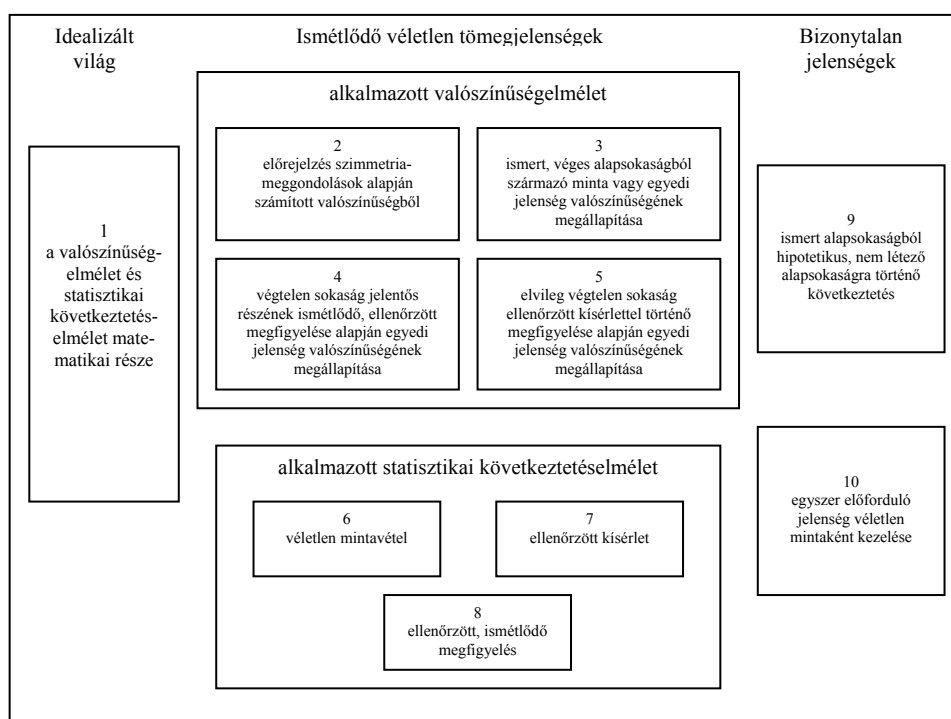 Idealizált
világ
Ismétlődő véletlen tömegjelenségek
Bizonytalan
jelenségek
alkalmazott valószínűségelmélet
1
a valószínűség-
elmélet és
statisztikai
következtetés-
elmélet mate-
matikai része
2
előrejelzés szimmetria-
meggondolások alapján
számított valószínűségből
3
ismert, véges alapsokaságból
származó minta vagy egyedi
jelenség valószínűségének
megállapítása
4
végtelen sokaság jelentős
részének ismétlődő, ellenőrzött
megfigyelése alapján egyedi
jelenség valószínűségének
megállapítása
5
elvileg végtelen sokaság
ellenőrzött kísérlettel történő
megfigyelése alapján egyedi
jelenség valószínűségének
megállapítása
alkalmazott statisztikai következtetéselmélet
6
véletlen mintavétel
7
ellenőrzött kísérlet
8
ellenőrzött, ismétlődő
megfigyelés
9
ismert alapsokaságból
hipotetikus, nem létező
alapsokaságra történő
következtetés
10
egyszer előforduló
jelenség véletlen
mintaként kezelése